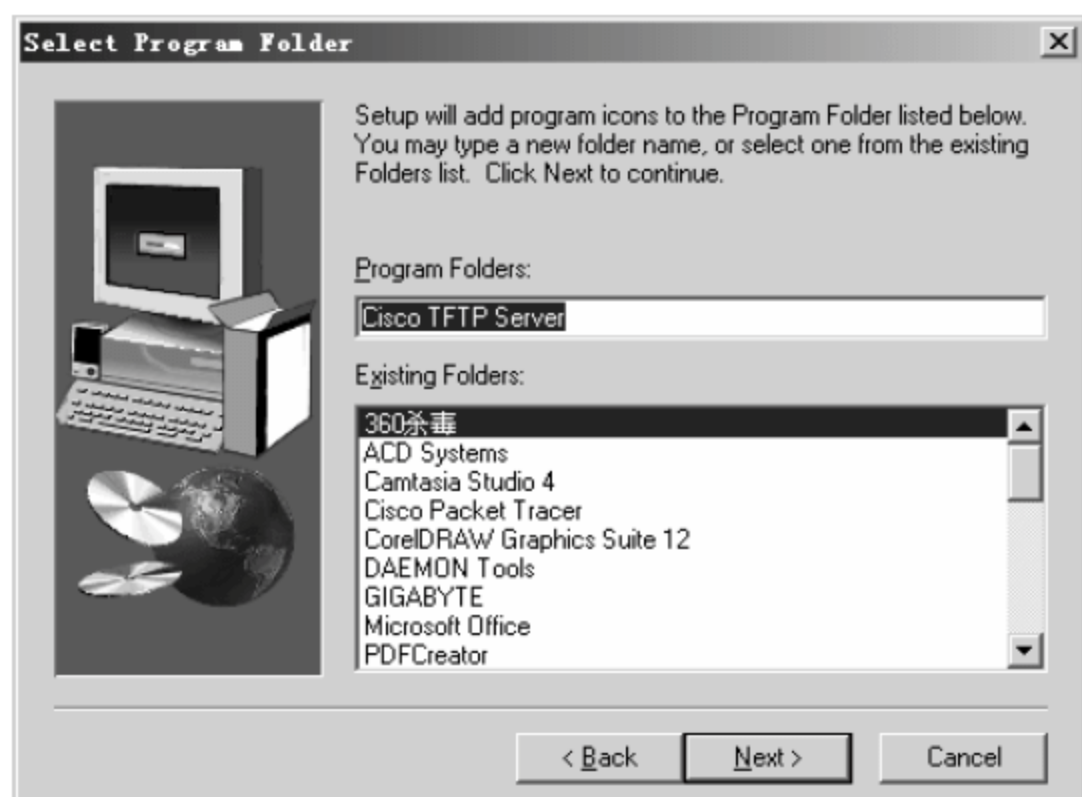 Select Program Folder
Setup will add program icons to the Program Folder listed below.
You may type a new folder name, or select one from the existing
Folders list. Click Next to continue.
Program Folders:
Cisco TFTP Server
Existing Folders:
360杀毒
ACD Systems
Camtasia Studio 4
Cisco Packet Tracer
CorelDRAW Graphics Suite 12
DAEMON Tools
GIGABYTE
Microsoft Office
PDFCreator
< Back
Next >
Cancel